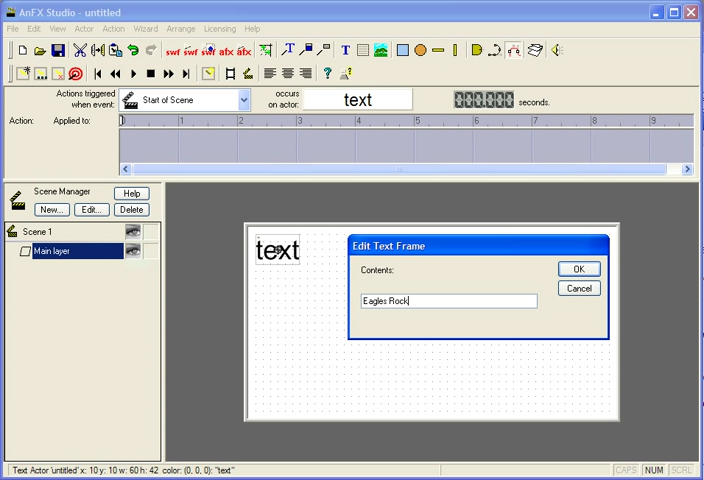 AnFX Studio - untitled
File Edit View Actor Action Wizard Arrange Licensing Help
swf swf swf afx afx T T
? ?
Actions triggered
when event:
Start of Scene
occurs
on actor:
text
seconds.
Action: Applied to:
0 1 2 3 4 5 6 7 8 9
Scene Manager
Help
New... Edit... Delete
Scene 1
Main layer
text
Edit Text Frame
Contents:
OK
Cancel
Eagles Rock
Text Actor 'untitled' x: 10 y: 10 w: 60 h: 42 color: (0, 0, 0): "text"
CAPS NUM SCRL